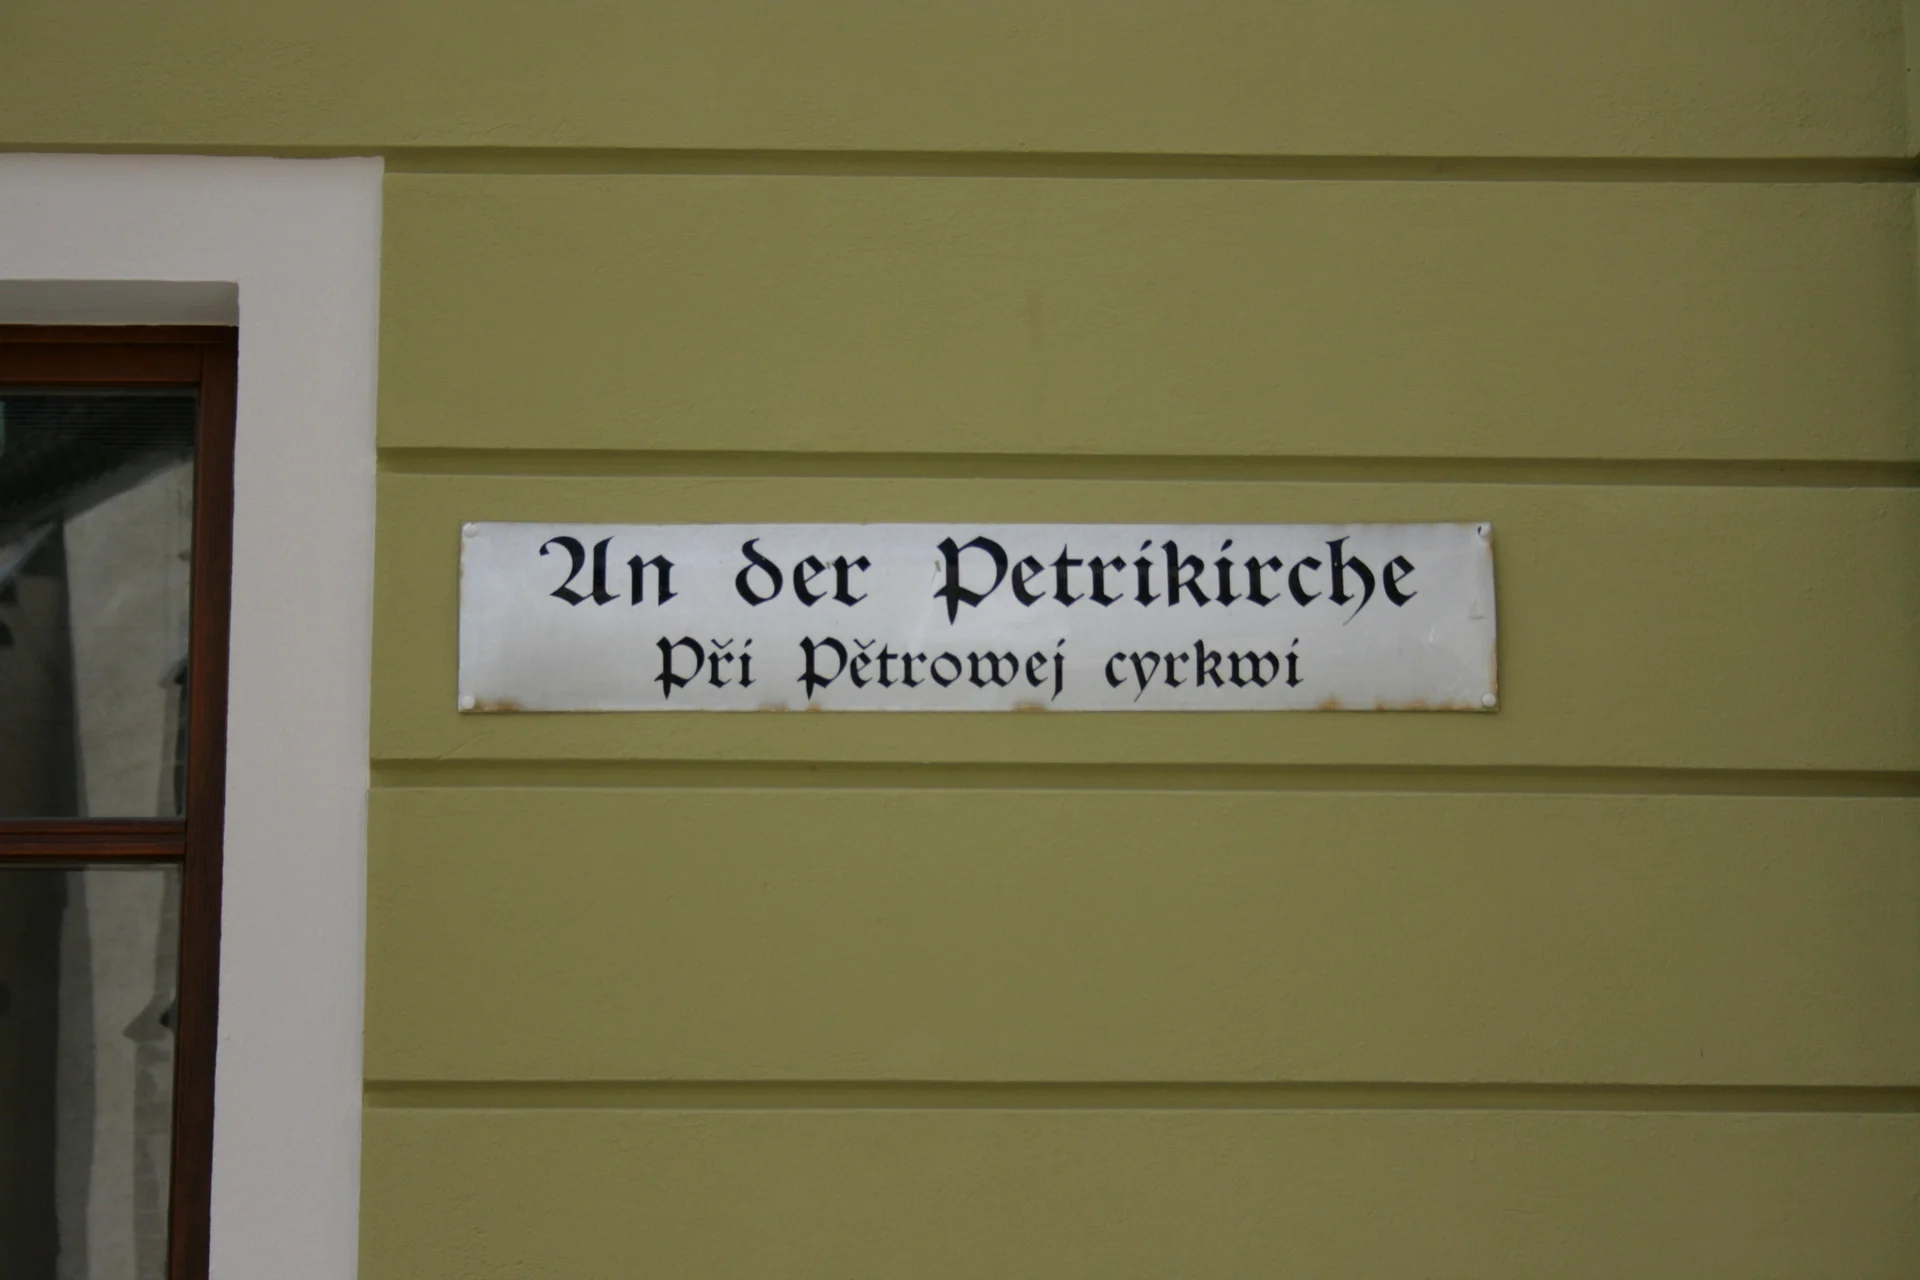 An der Petrikirche
Při Pětrowej cyrkwi